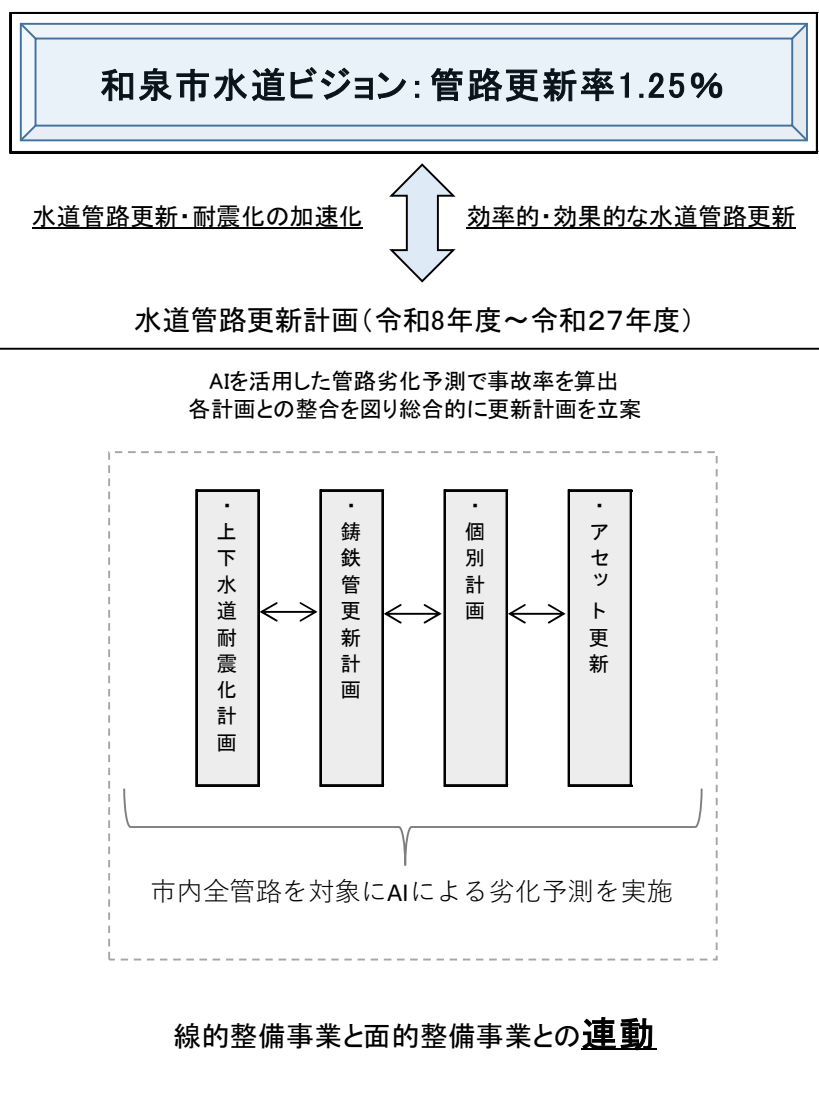 和泉市水道ビジョン：管路更新率1.25%
水道管路更新・耐震化の加速化
効率的・効果的な水道管路更新
水道管路更新計画（令和8年度～令和27年度）
AIを活用した管路劣化予測で事故率を算出
各計画との整合を図り総合的に更新計画を立案
・上下水道耐震化計画
・鋳鉄管更新計画
・個別計画
・アセット更新
市内全管路を対象にAIによる劣化予測を実施
線的整備事業と面的整備事業との連動